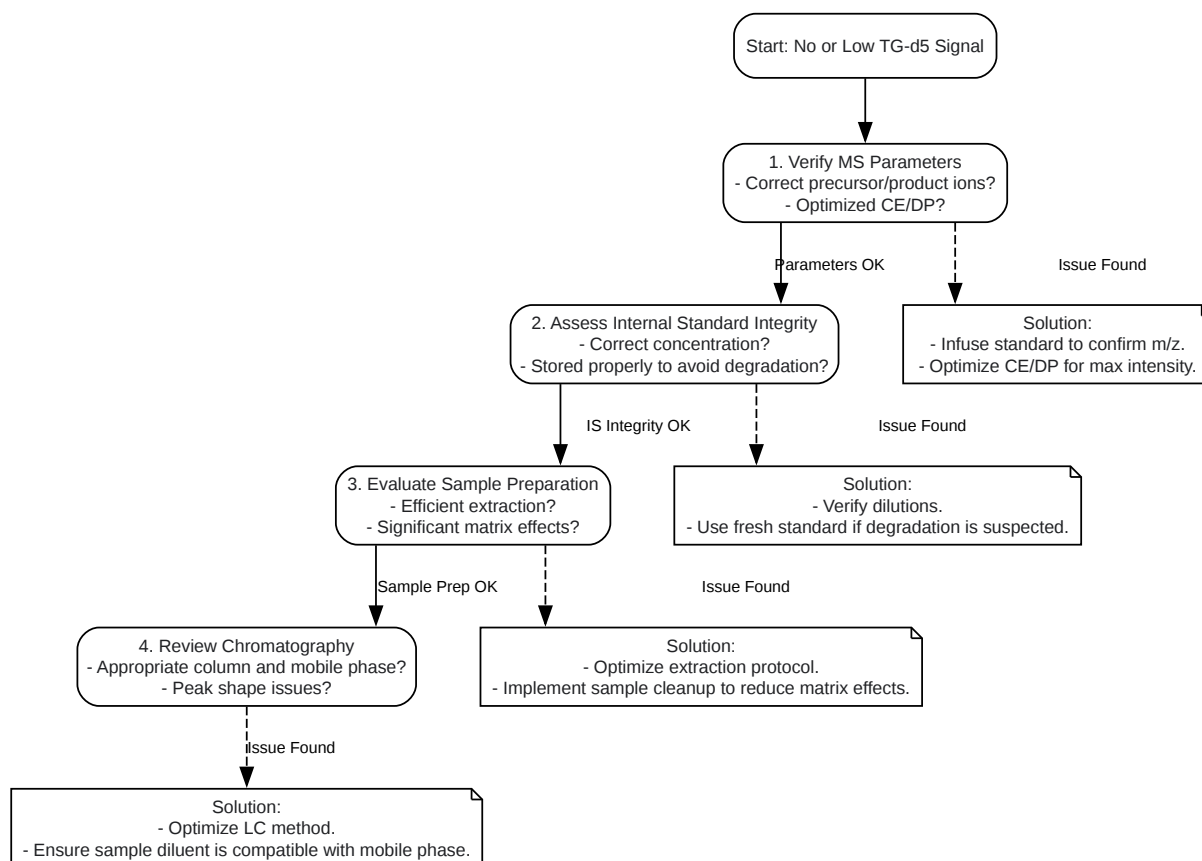 Start: No or Low TG-d5 Signal
1. Verify MS Parameters
- Correct precursor/product ions?
- Optimized CE/DP?
Parameters OK
Issue Found
2. Assess Internal Standard Integrity
- Correct concentration?
- Stored properly to avoid degradation?
Solution:
- Infuse standard to confirm m/z.
- Optimize CE/DP for max intensity.
IS Integrity OK
Issue Found
3. Evaluate Sample Preparation
- Efficient extraction?
- Significant matrix effects?
Solution:
- Verify dilutions.
- Use fresh standard if degradation is suspected.
Sample Prep OK
Issue Found
4. Review Chromatography
- Appropriate column and mobile phase?
- Peak shape issues?
Solution:
- Optimize extraction protocol.
- Implement sample cleanup to reduce matrix effects.
Issue Found
Solution:
- Optimize LC method.
- Ensure sample diluent is compatible with mobile phase.